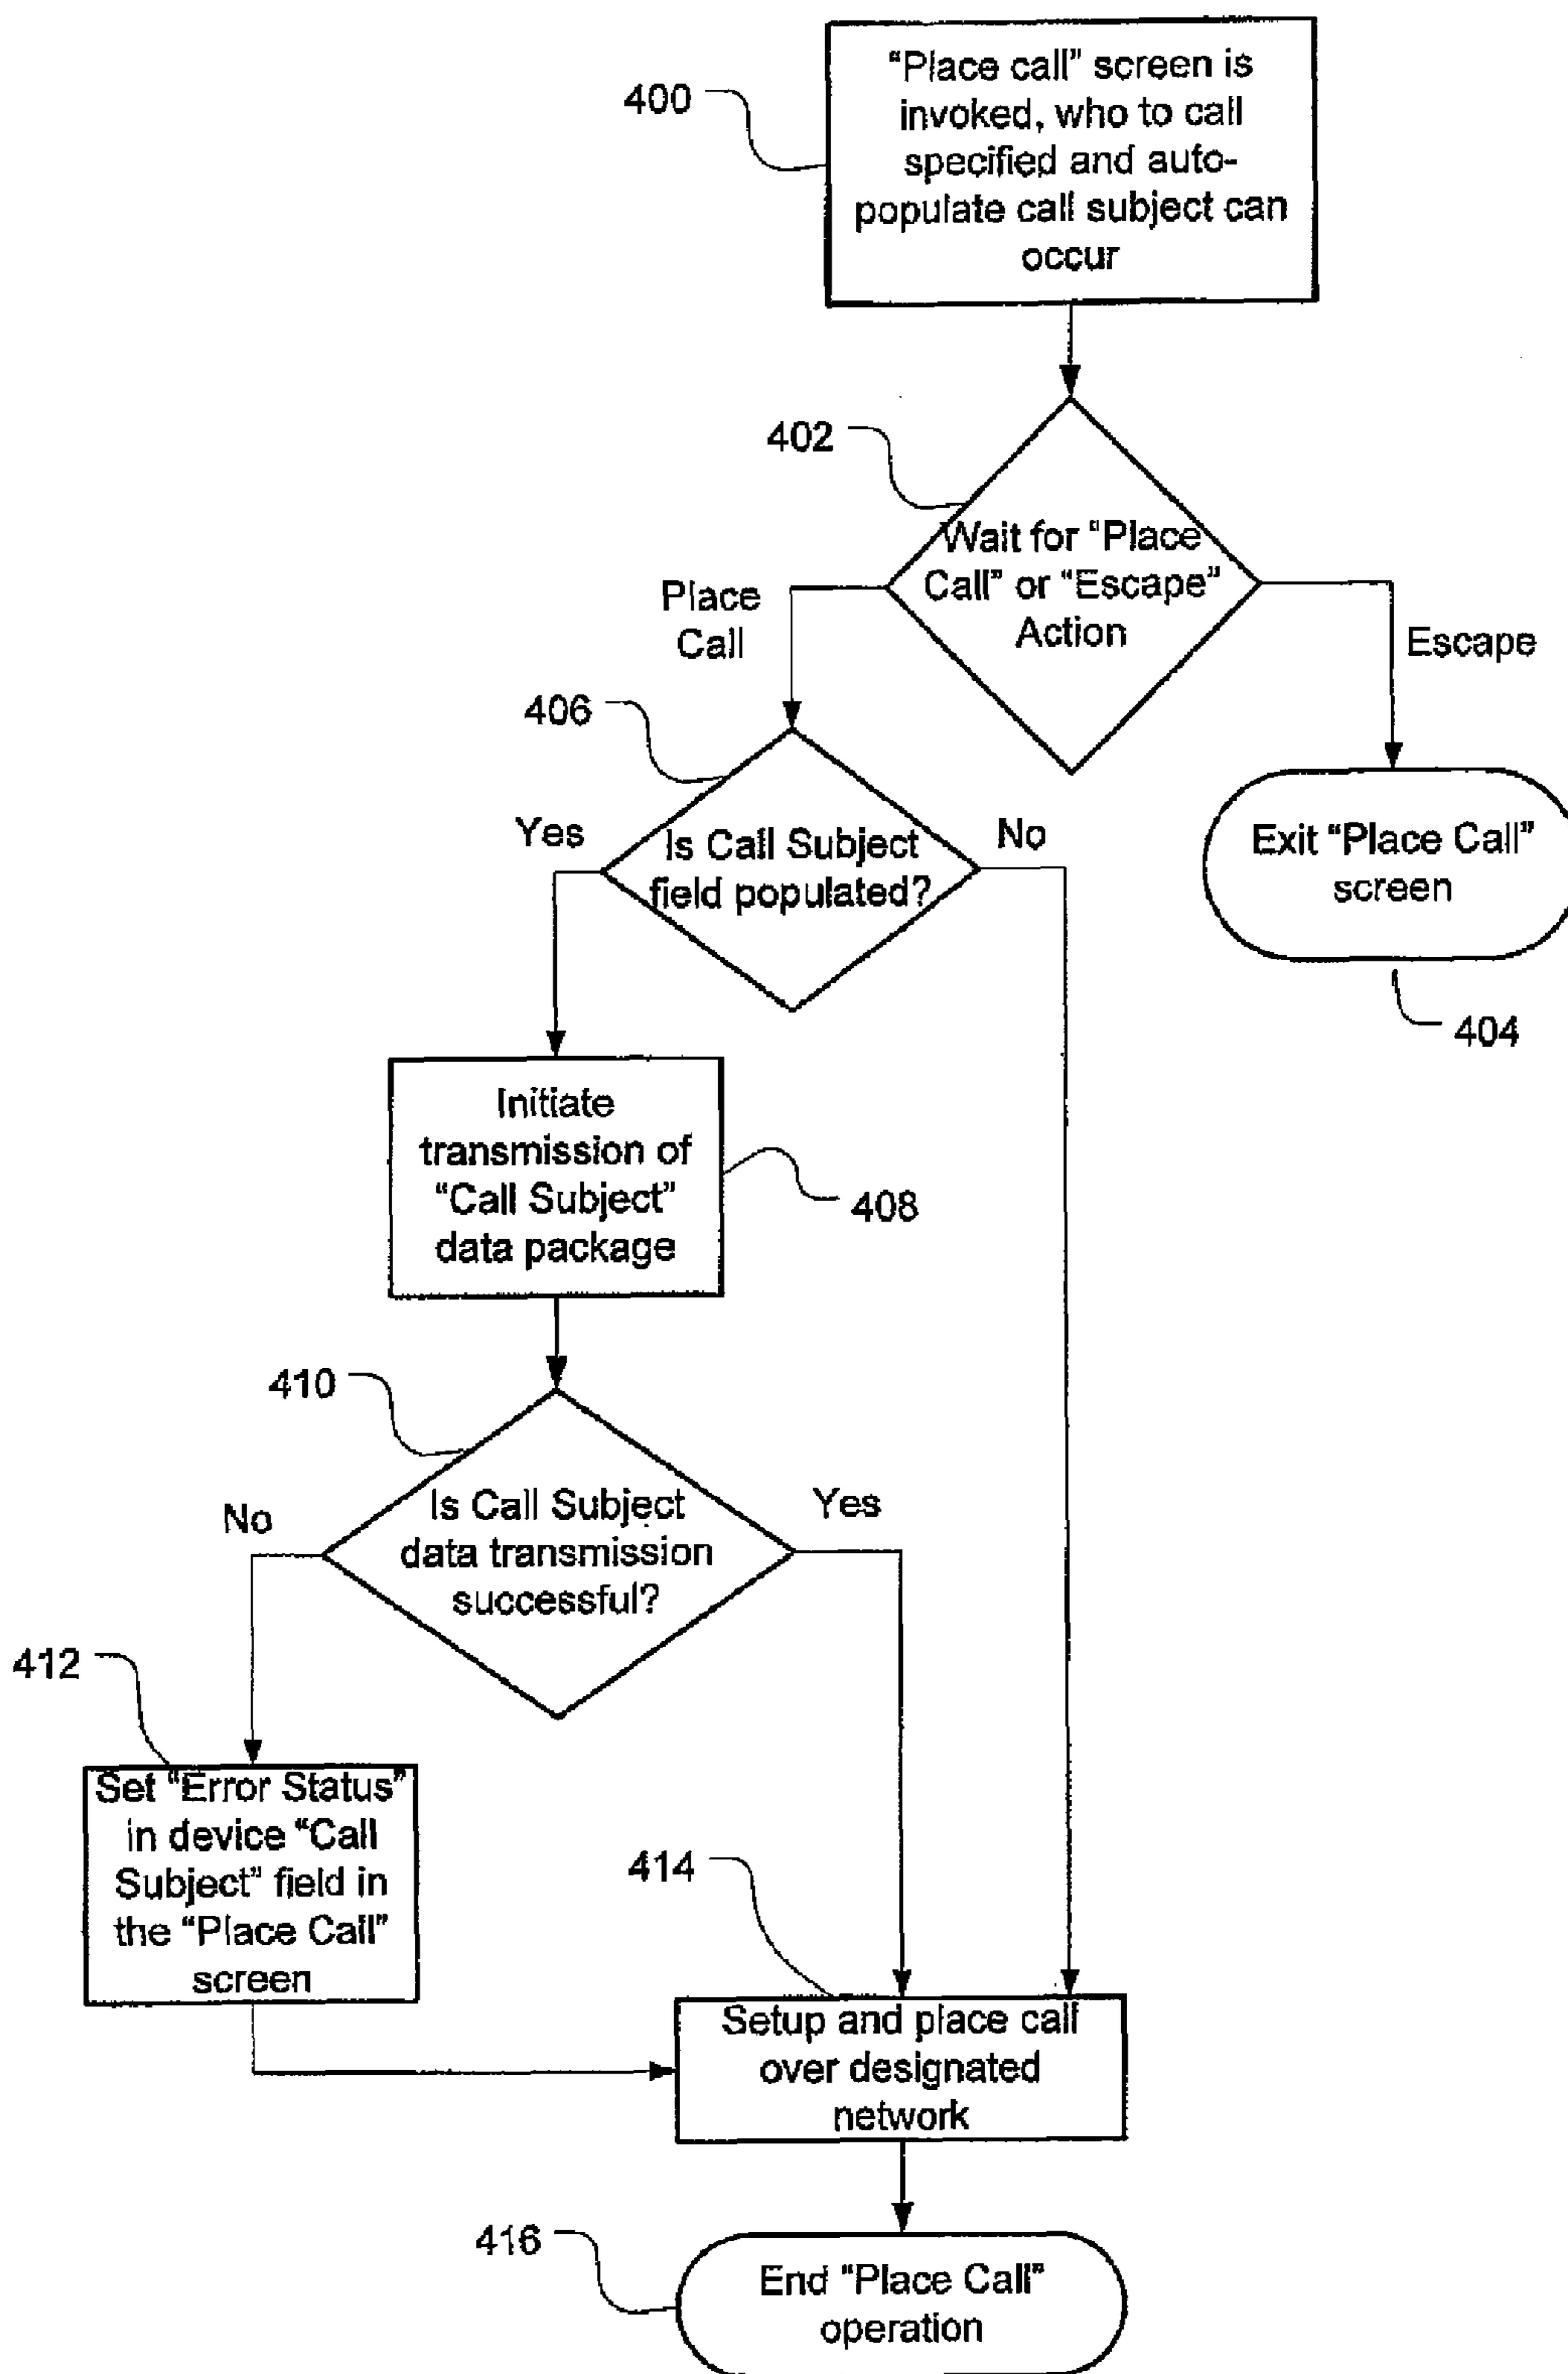 400
"Place call" screen is
invoked, who to call
specified and auto-
populate call subject can
occur
402
Wait for "Place
Call" or "Escape"
Action
Place
Call
Escape
406
Yes
Is Call Subject
field populated?
No
Exit "Place Call"
screen
404
Initiate
transmission of
"Call Subject"
data package
408
410
No
Is Call Subject
data transmission
successful?
Yes
412
Set "Error Status"
in device "Call
Subject" field in
the "Place Call"
screen
414
Setup and place call
over designated
network
416
End "Place Call"
operation